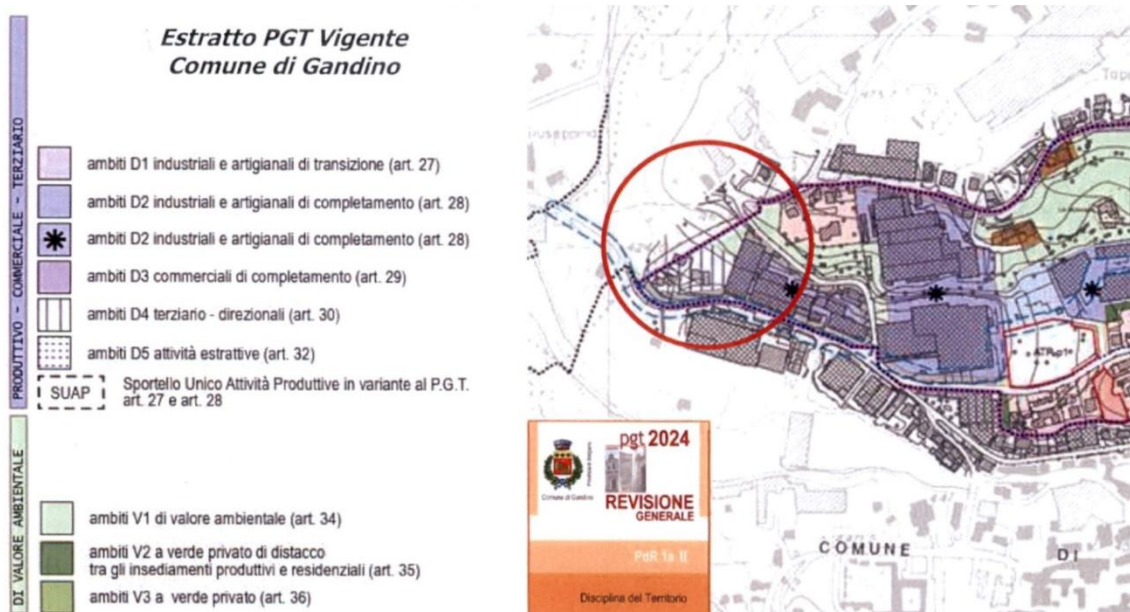 Estratto PGT Vigente
Comune di Gandino
PRODUTTIVO - COMMERCIALE - TERZIARIO
ambiti D1 industriali e artigianali di transizione (art. 27)
ambiti D2 industriali e artigianali di completamento (art. 28)
ambiti D2 industriali e artigianali di completamento (art. 28)
ambiti D3 commerciali di completamento (art. 29)
ambiti D4 terziario - direzionali (art. 30)
ambiti D5 attività estrattive (art. 32)
SUAP
Sportello Unico Attività Produttive in variante al P.G.T.
art. 27 e art. 28
DI VALORE AMBIENTALE
ambiti V1 di valore ambientale (art. 34)
ambiti V2 a verde privato di distacco
tra gli insediamenti produttivi e residenziali (art. 35)
ambiti V3 a verde privato (art. 36)
pgt 2024
Comune di Gandino
REVISIONE
GENERALE
Disciplina del Territorio
COMUNE DI